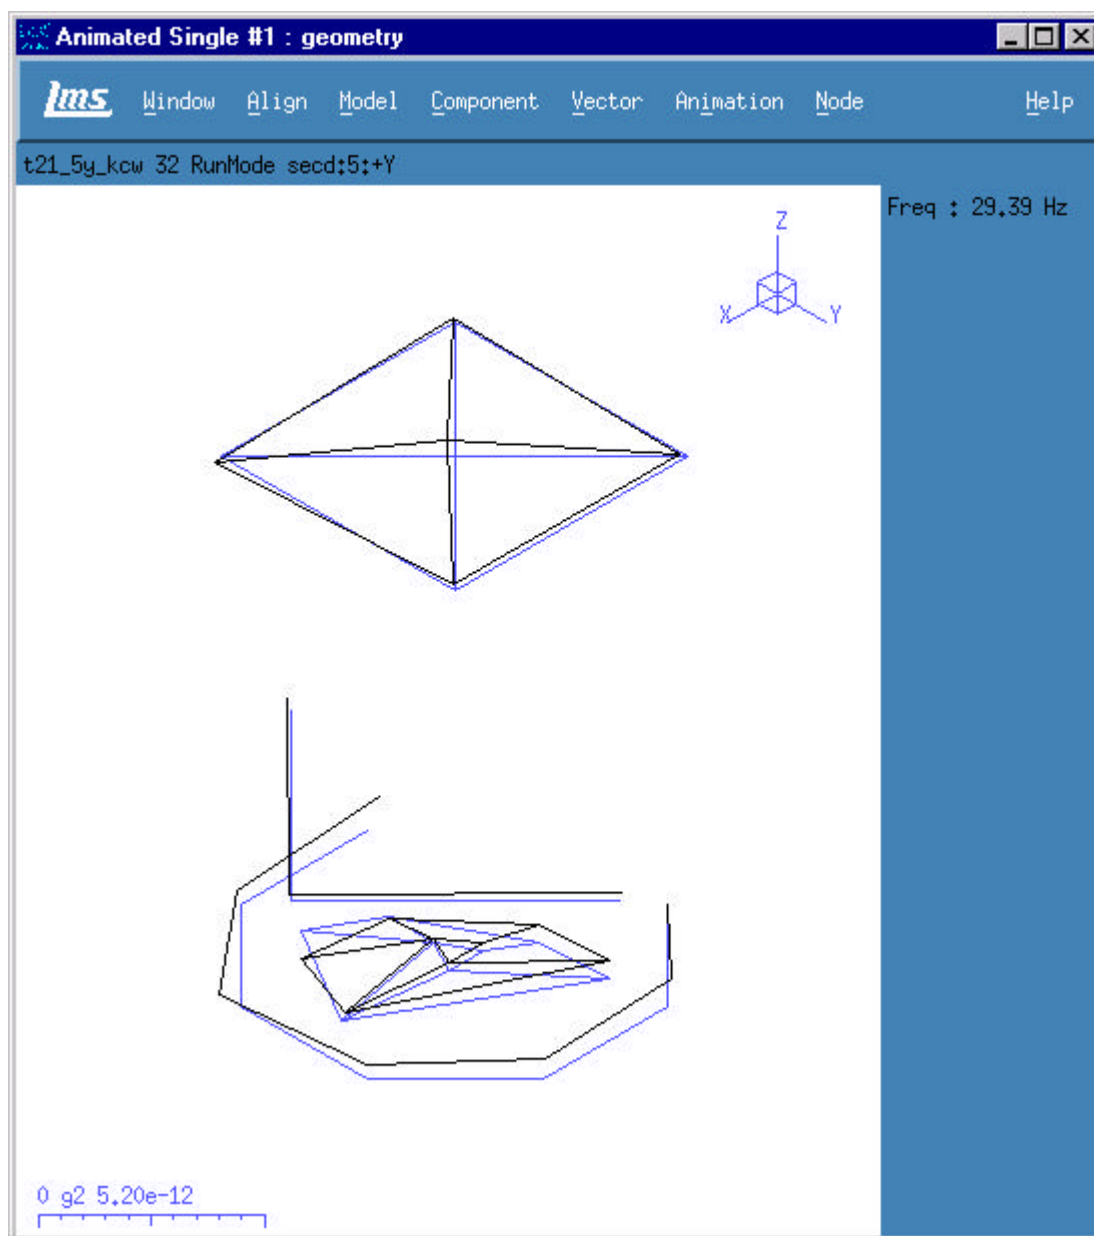 Animated Single #1 : geometry
lms Window Align Model Component Vector Animation Node Help
t21_5y_kcw 32 RunMode secd:5:+Y
Freq : 29.39 Hz
Z
X
Y
0 g2 5.20e-12